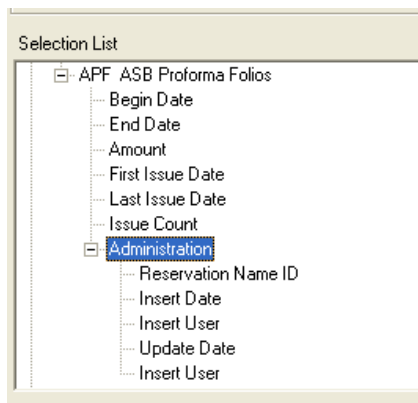 Selection List
APF ASB Proforma Folios
Begin Date
End Date
Amount
First Issue Date
Last Issue Date
Issue Count
Administration
Reservation Name ID
Insert Date
Insert User
Update Date
Insert User